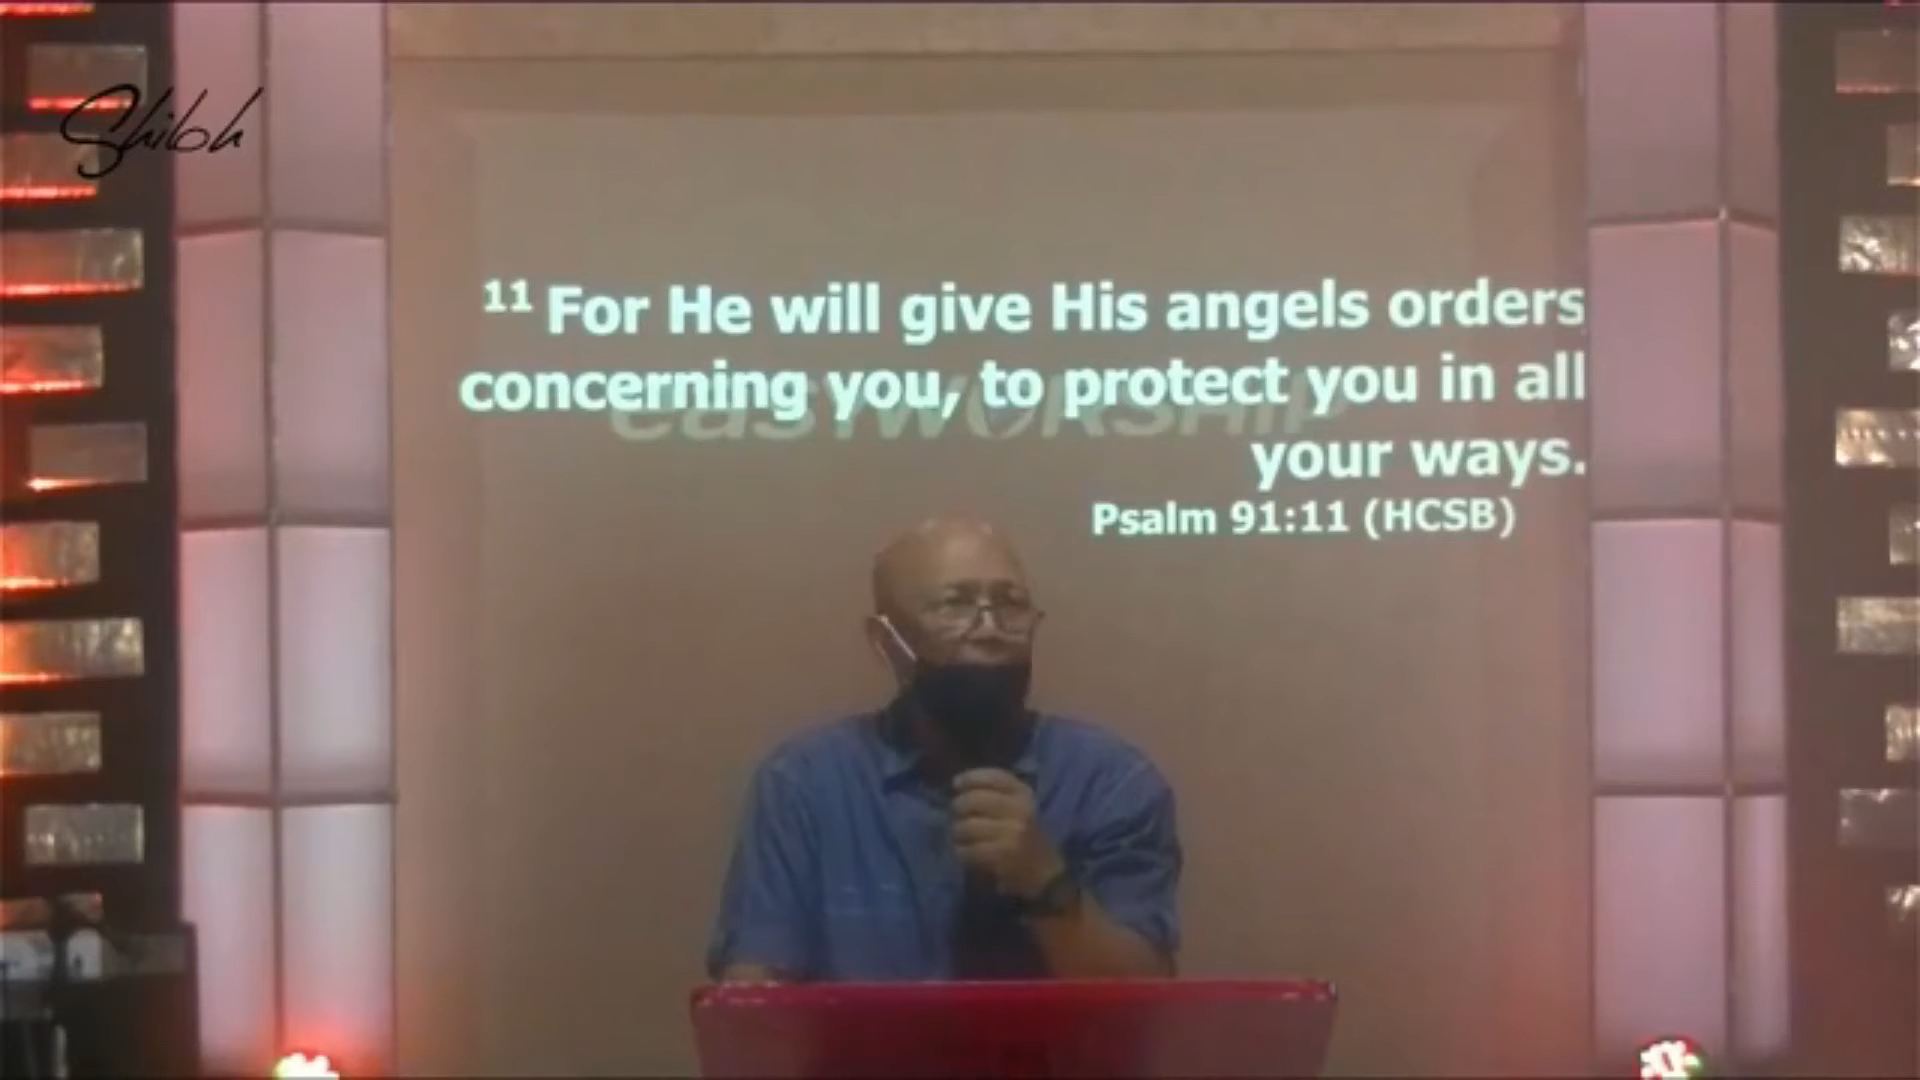 Shiloh
11 For He will give His angels orders
concerning you, to protect you in all
easyWORSHIP
your ways.
Psalm 91:11 (HCSB)